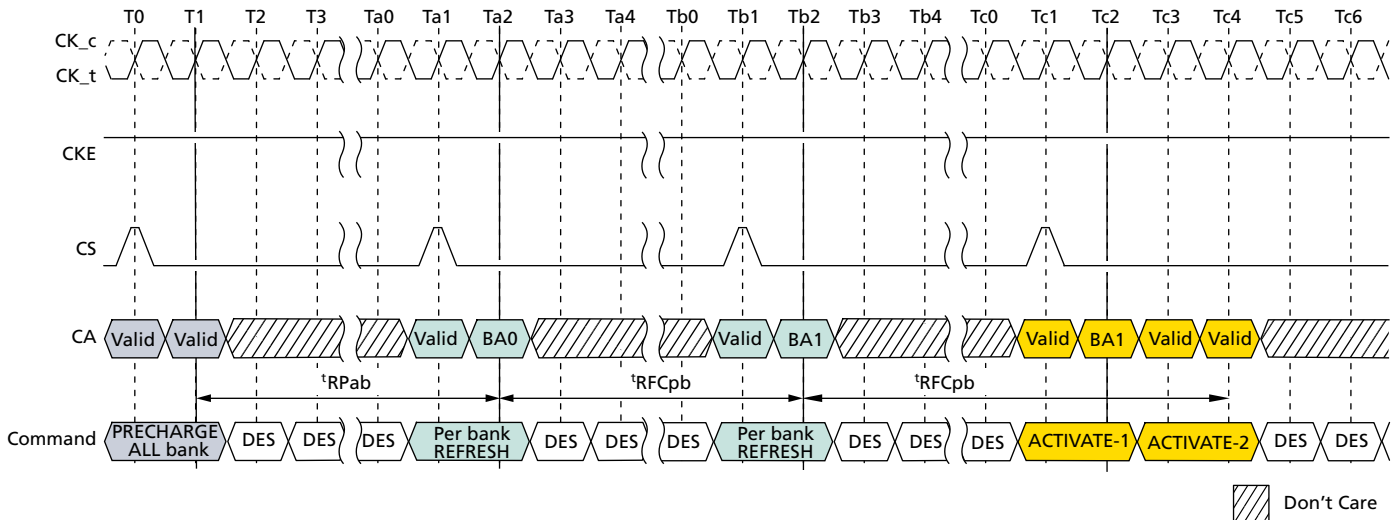 T0 T1 T2 T3 Ta0 Ta1 Ta2 Ta3 Ta4 Tb0 Tb1 Tb2 Tb3 Tb4 Tc0 Tc1 Tc2 Tc3 Tc4 Tc5 Tc6
CK_c
CK_t
CKE
CS
CA Valid Valid Valid BA0 Valid BA1 Valid BA1 Valid Valid
tRPab tRFCpb tRFCpb
Command PRECHARGE ALL bank DES DES DES Per bank REFRESH DES DES DES Per bank REFRESH DES DES DES ACTIVATE-1 ACTIVATE-2 DES DES
Don't Care